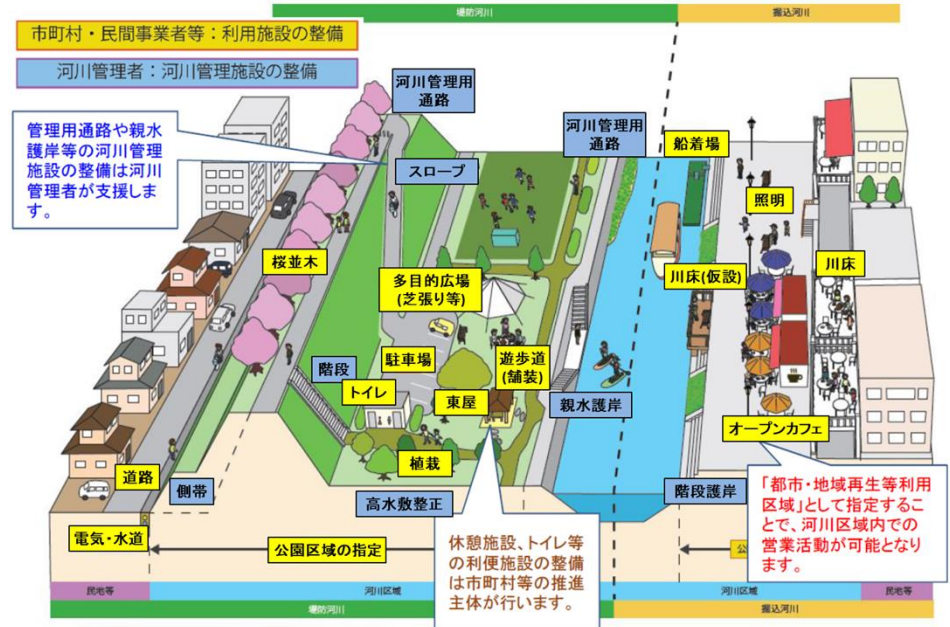 堤防河川
掘込河川
市町村・民間事業者等:利用施設の整備
河川管理者:河川管理施設の整備
管理用通路や親水
護岸等の河川管理
施設の整備は河川
管理者が支援しま
す。
河川管理用
通路
スロープ
河川管理用
通路
船着場
照明
桜並木
多目的広場
(芝張り等)
川床(仮設)
川床
駐車場
遊歩道
(舗装)
階段
トイレ
東屋
親水護岸
オープンカフェ
植栽
道路
側帯
高水敷整正
階段護岸
電気・水道
公園区域の指定
休憩施設、トイレ等
の利便施設の整備
は市町村等の推進
主体が行います。
「都市・地域再生等利用
区域」として指定するこ
とで、河川区域内での
営業活動が可能となり
ます。
民地等
河川区域
河川区域
民地等
堤防河川
掘込河川